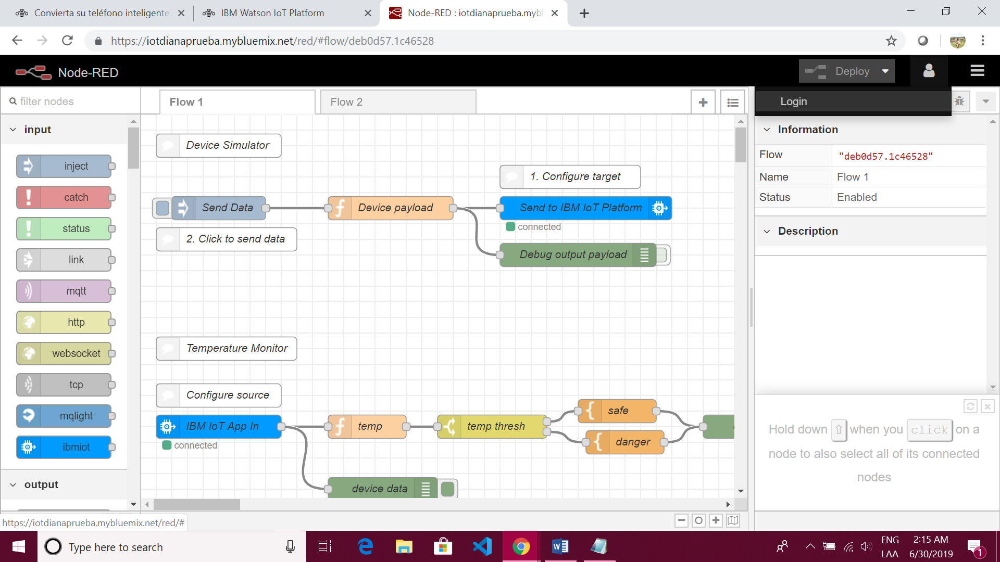 Convierta su teléfono inteligente
IBM Watson IoT Platform
Node-RED : iotdianaprueba.mybl
https://iotdianaprueba.mybluemix.net/red/#flow/deb0d57.1c46528
Node-RED
Deploy
filter nodes
Flow 1
Flow 2
Login
input
inject
catch
status
link
mqtt
http
websocket
tcp
mqlight
ibmiot
output
Device Simulator
1. Configure target
Send Data
Device payload
Send to IBM IoT Platform
connected
2. Click to send data
Debug output payload
Temperature Monitor
Configure source
IBM IoT App In
connected
temp
temp thresh
safe
danger
device data
Information
Flow "deb0d57.1c46528"
Name Flow 1
Status Enabled
Description
Hold down ⇧ when you click on a
node to also select all of its connected
nodes
https://iotdianaprueba.mybluemix.net/red/#
Type here to search
ENG
LAA
2:15 AM
6/30/2019
1